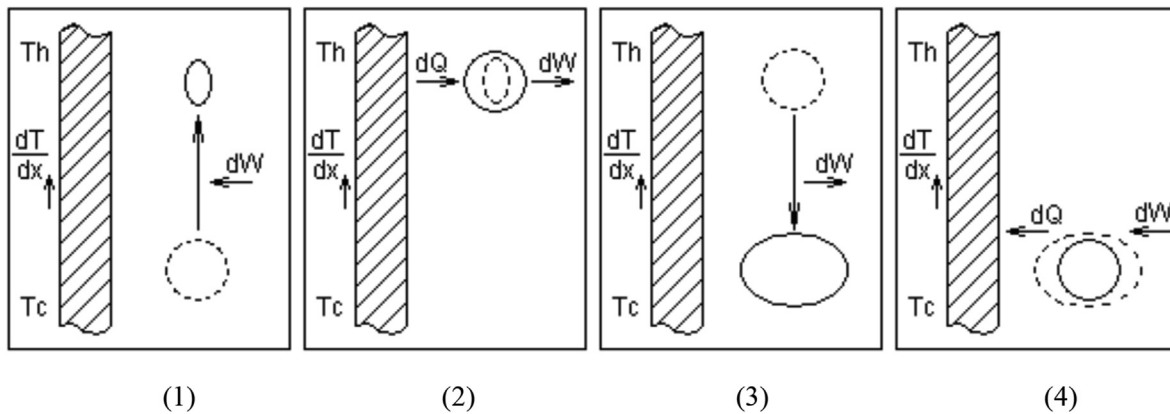 Th
dT
dx
dW
Tc
Th
dQ
dW
dT
dx
Tc
Th
dT
dx
dW
Tc
Th
dT
dx
dQ
dW
Tc
(1)
(2)
(3)
(4)